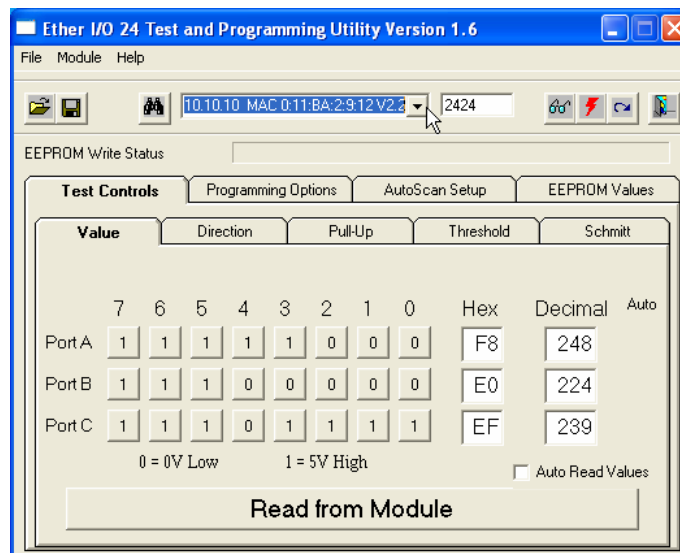 Ether I/O 24 Test and Programming Utility Version 1.6
File Module Help
10.10.10 MAC 0:11:BA:2:9:12 V2.2 2424
EEPROM Write Status
Test Controls Programming Options AutoScan Setup EEPROM Values
Value Direction Pull-Up Threshold Schmitt
7 6 5 4 3 2 1 0 Hex Decimal Auto
Port A 1 1 1 1 1 0 0 0 F8 248
Port B 1 1 1 0 0 0 0 0 E0 224
Port C 1 1 1 0 1 1 1 1 EF 239
0 = 0V Low 1 = 5V High
Auto Read Values
Read from Module